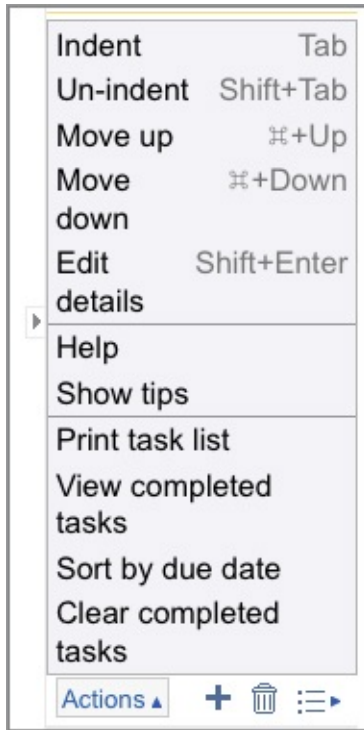 Indent Tab
Un-indent Shift+Tab
Move up ⌘+Up
Move ⌘+Down
down
Edit Shift+Enter
details
Help
Show tips
Print task list
View completed
tasks
Sort by due date
Clear completed
tasks
Actions ▴